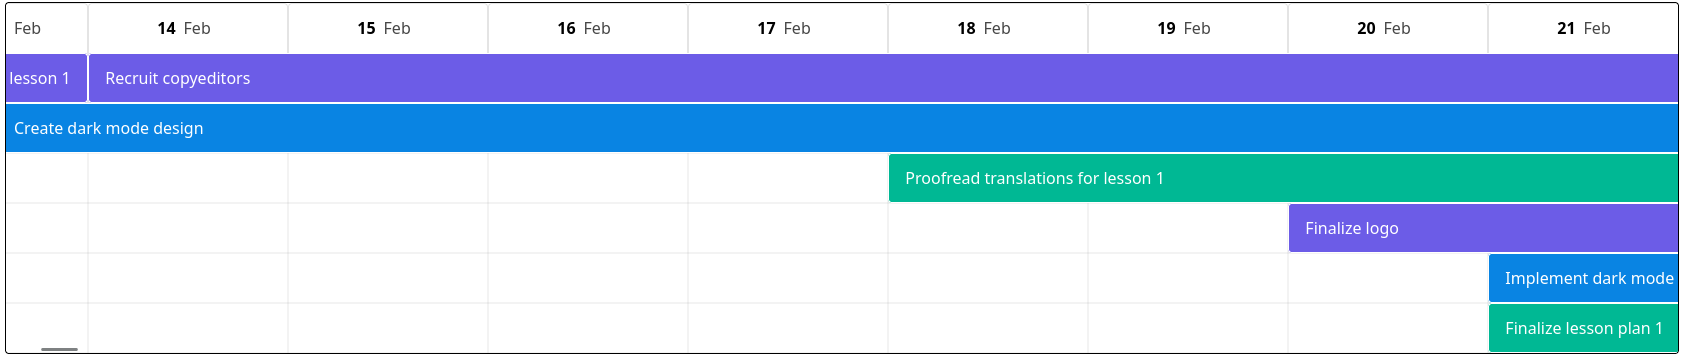 Feb 14 Feb 15 Feb 16 Feb 17 Feb 18 Feb 19 Feb 20 Feb 21 Feb
lesson 1 Recruit copyeditors
Create dark mode design
Proofread translations for lesson 1
Finalize logo
Implement dark mode
Finalize lesson plan 1